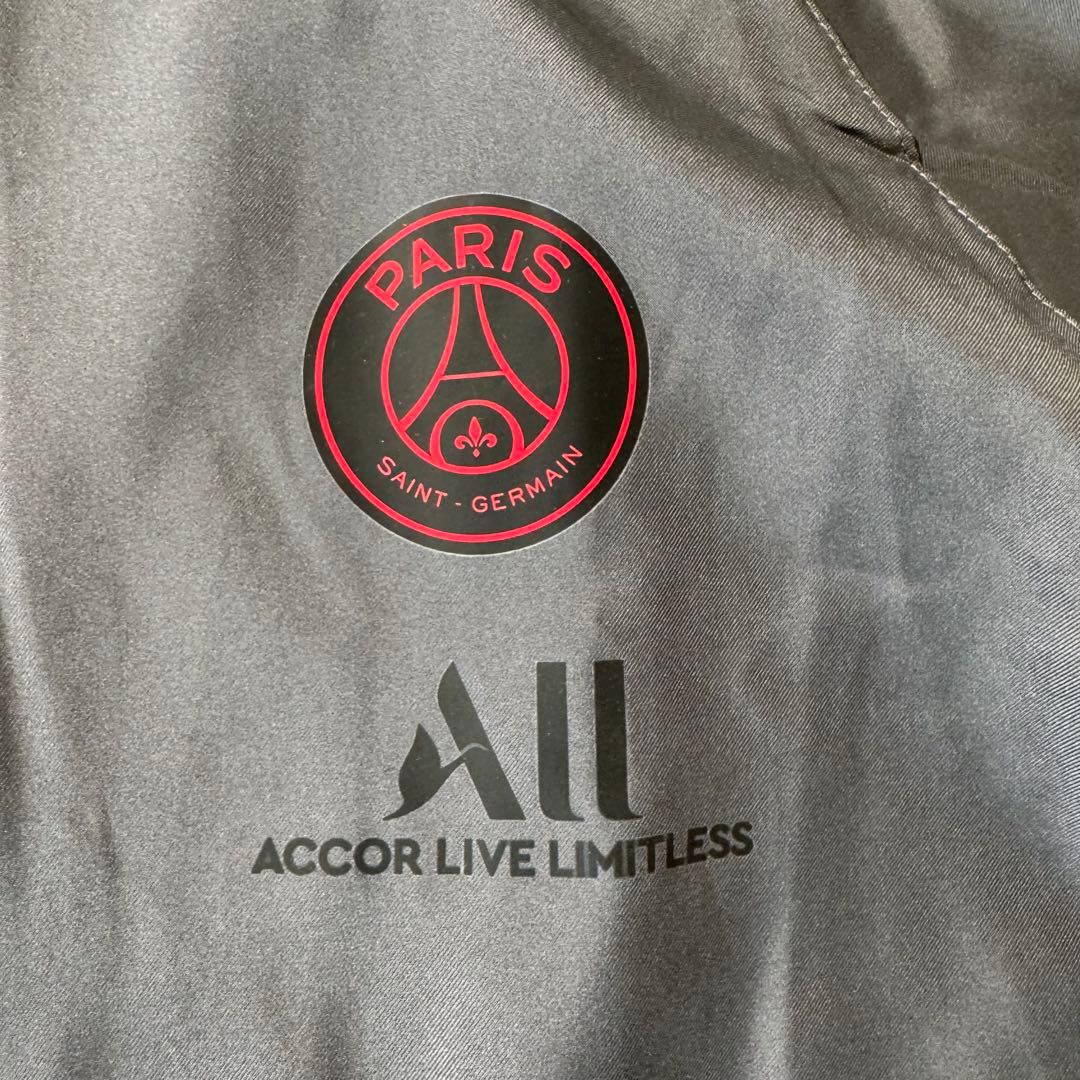 PARIS
SAINT - GERMAIN
ALL
ACCOR LIVE LIMITLESS